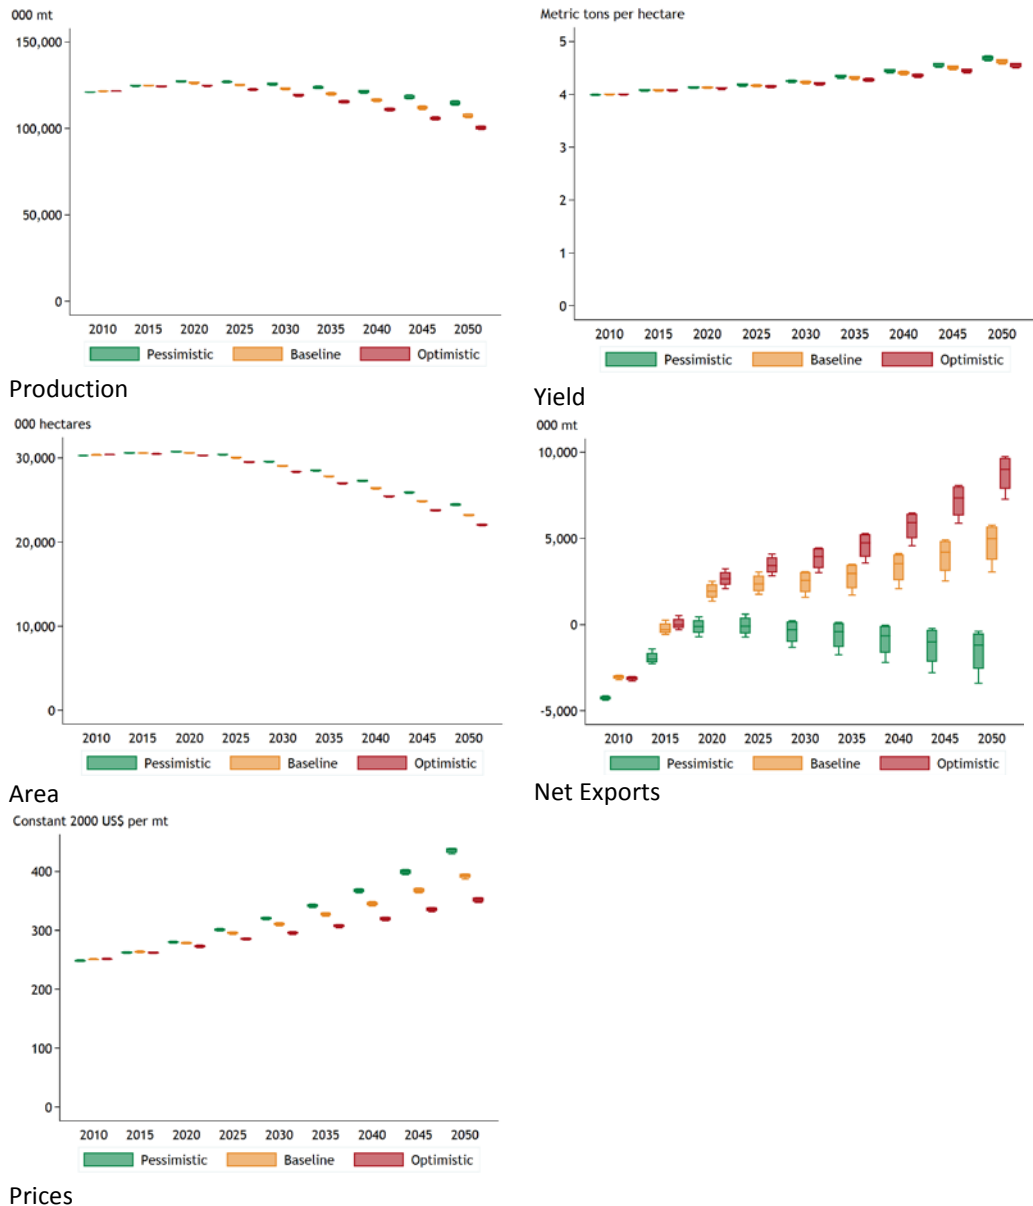 000 mt
150,000
100,000
50,000
0
2010 2015 2020 2025 2030 2035 2040 2045 2050
Pessimistic Baseline Optimistic
Production
Metric tons per hectare
5
4
3
2
1
0
2010 2015 2020 2025 2030 2035 2040 2045 2050
Pessimistic Baseline Optimistic
Yield
000 hectares
30,000
20,000
10,000
0
2010 2015 2020 2025 2030 2035 2040 2045 2050
Pessimistic Baseline Optimistic
Area
000 mt
10,000
5,000
0
-5,000
2010 2015 2020 2025 2030 2035 2040 2045 2050
Pessimistic Baseline Optimistic
Net Exports
Constant 2000 US$ per mt
400
300
200
100
0
2010 2015 2020 2025 2030 2035 2040 2045 2050
Pessimistic Baseline Optimistic
Prices